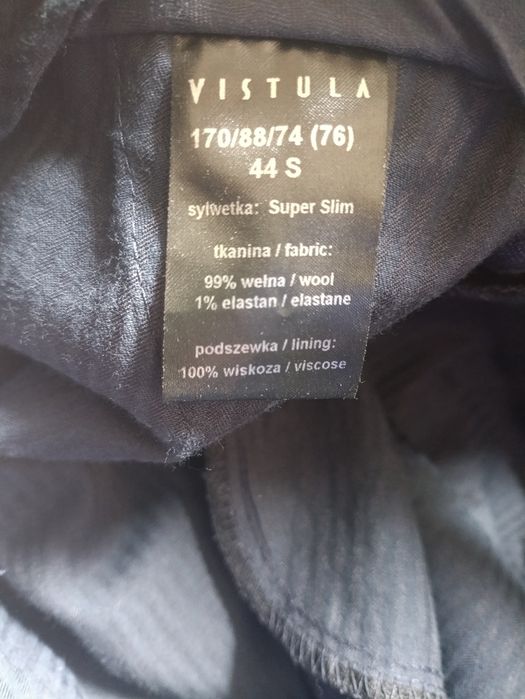 VISTULA
170/88/74 (76)
44 S
sylwetka: Super Slim
tkanina / fabric:
99% wełna / wool
1% elastan / elastane
podszewka / lining:
100% wiskoza / viscose